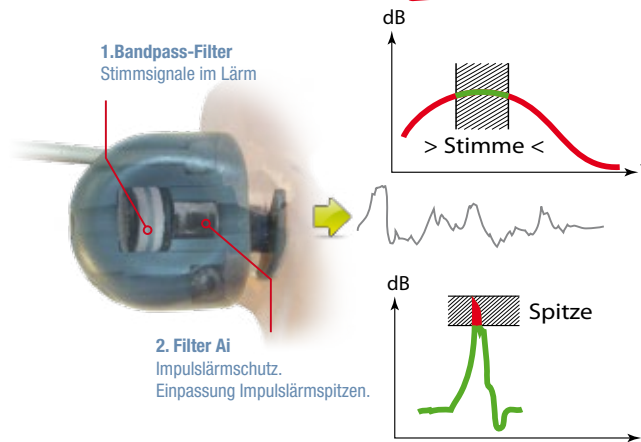 1.Bandpass-Filter
Stimmsignale im Lärm
dB
> Stimme <
2. Filter Ai
Impulslärmschutz.
Einpassung Impulslärmspitzen.
dB
Spitze